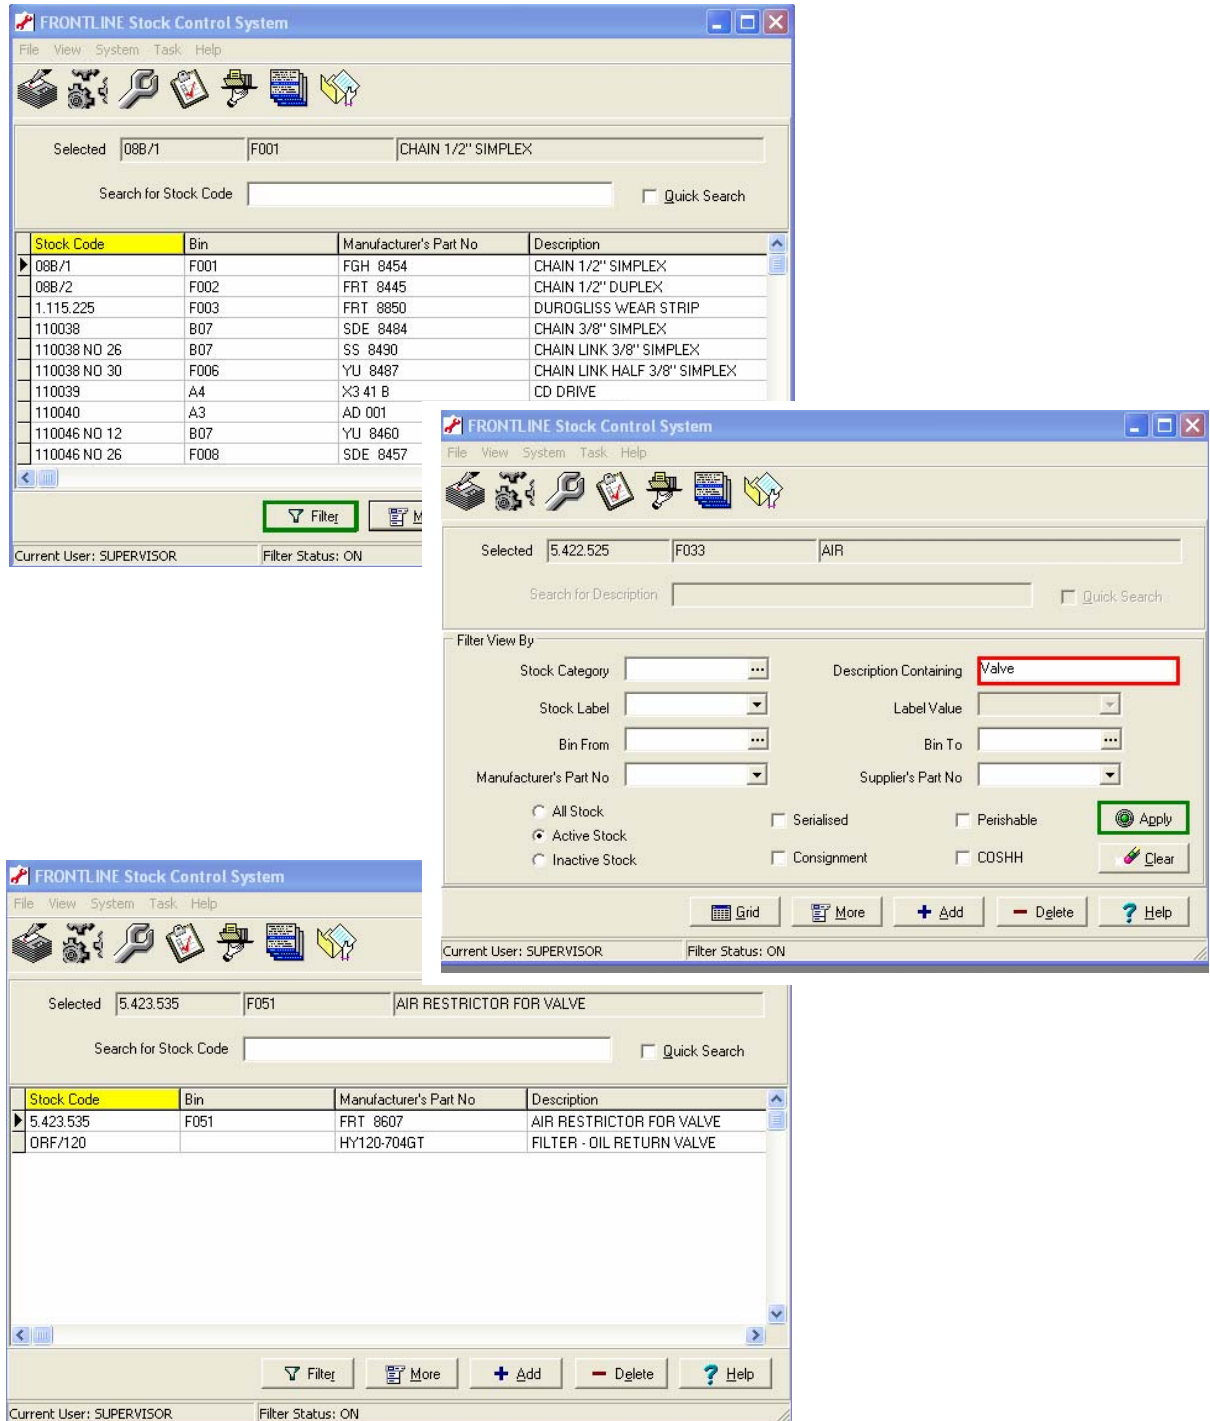 FRONTLINE Stock Control System
File View System Task Help
Selected 08B/1 F001 CHAIN 1/2" SIMPLEX
Search for Stock Code Quick Search
Stock Code Bin Manufacturer's Part No Description
08B/1 F001 FGH 8454 CHAIN 1/2" SIMPLEX
08B/2 F002 FRT 8445 CHAIN 1/2" DUPLEX
1.115.225 F003 FRT 8850 DUROGLISS WEAR STRIP
110038 B07 SDE 8484 CHAIN 3/8" SIMPLEX
110038 NO 26 B07 SS 8490 CHAIN LINK 3/8" SIMPLEX
110038 NO 30 F006 YU 8487 CHAIN LINK HALF 3/8" SIMPLEX
110039 A4 X3 41 B CD DRIVE
110040 A3 AD 001
110046 NO 12 B07 YU 8460
110046 NO 26 F008 SDE 8457
Filter M
Current User: SUPERVISOR Filter Status: ON
FRONTLINE Stock Control System
File View System Task Help
Selected 5.422.525 F033 AIR
Search for Description Quick Search
Filter View By
Stock Category ... Description Containing Valve
Stock Label Label Value
Bin From ... Bin To ...
Manufacturer's Part No Supplier's Part No
All Stock
Active Stock
Inactive Stock
Serialised Perishable Apply
Consignment COSHH Clear
Grid More Add Delete Help
Current User: SUPERVISOR Filter Status: ON
FRONTLINE Stock Control System
File View System Task Help
Selected 5.423.535 F051 AIR RESTRICTOR FOR VALVE
Search for Stock Code Quick Search
Stock Code Bin Manufacturer's Part No Description
5.423.535 F051 FRT 8607 AIR RESTRICTOR FOR VALVE
ORF/120 HY120-704GT FILTER - OIL RETURN VALVE
Filter More Add Delete Help
Current User: SUPERVISOR Filter Status: ON